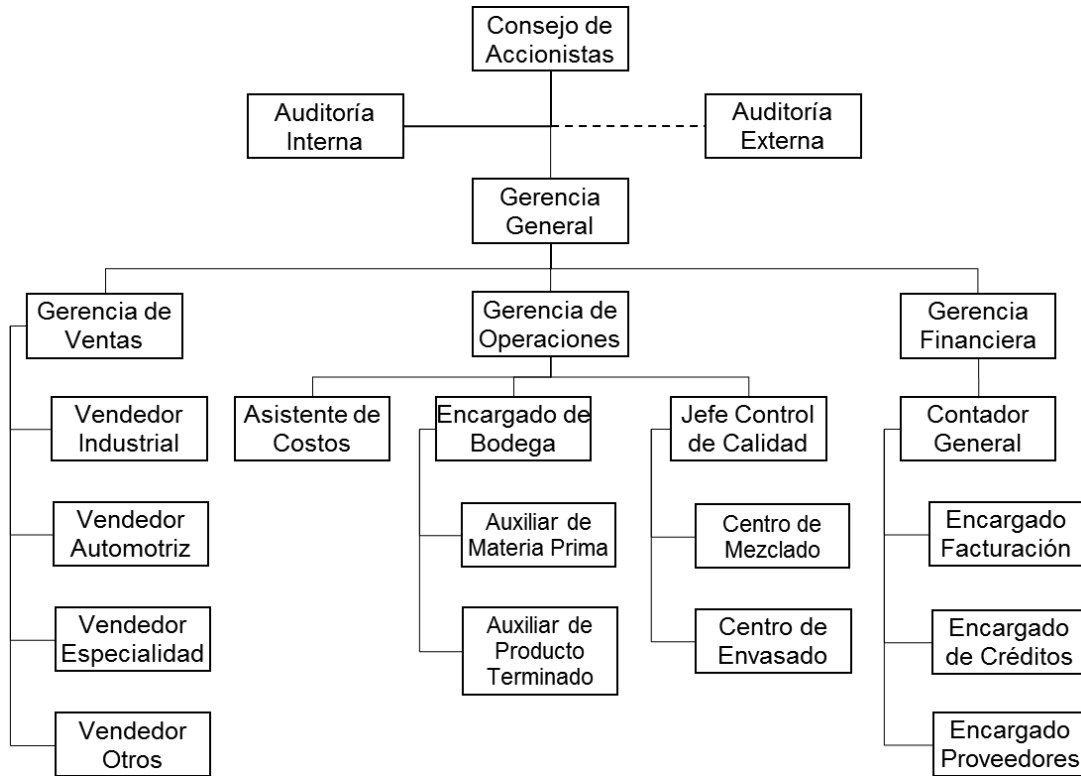 Consejo de
Accionistas
Auditoría
Interna
Auditoría
Externa
Gerencia
General
Gerencia de
Ventas
Gerencia de
Operaciones
Gerencia
Financiera
Vendedor
Industrial
Asistente de
Costos
Encargado de
Bodega
Jefe Control
de Calidad
Contador
General
Vendedor
Automotriz
Auxiliar de
Materia Prima
Centro de
Mezclado
Encargado
Facturación
Vendedor
Especialidad
Auxiliar de
Producto
Terminado
Centro de
Envasado
Encargado
de Créditos
Vendedor
Otros
Encargado
Proveedores